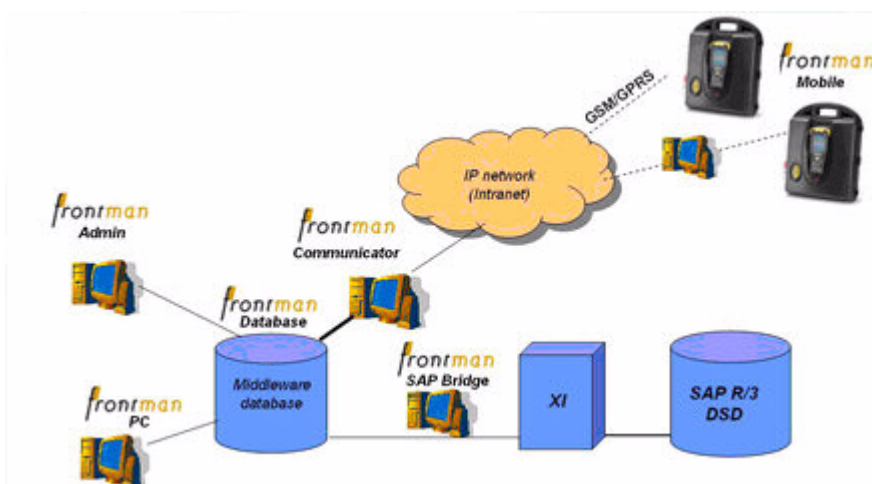 frontman
Mobile
GSM/GPRS
IP network
(Intranet)
frontman
Admin
frontman
Communicator
frontman
Database
Middleware
database
frontman
SAP Bridge
XI
SAP R/3
DSD
frontman
PC